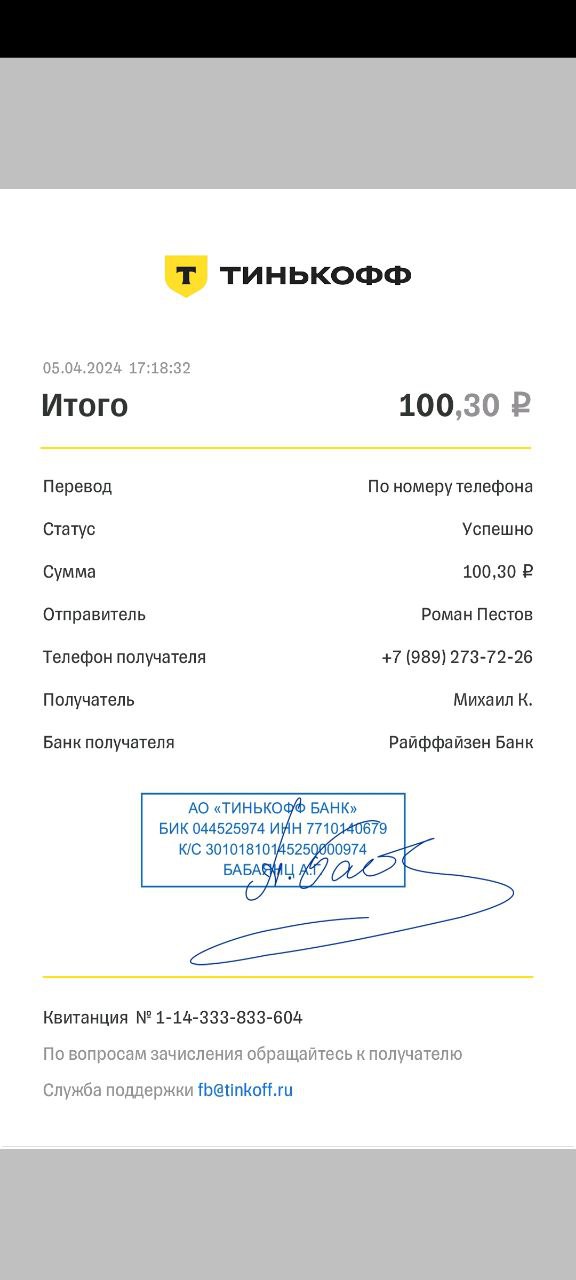 Т ТИНЬКОФФ
05.04.2024 17:18:32
Итого 100,30 ₽
Перевод По номеру телефона
Статус Успешно
Сумма 100,30 ₽
Отправитель Роман Пестов
Телефон получателя +7 (989) 273-72-26
Получатель Михаил К.
Банк получателя Райффайзен Банк
АО «ТИНЬКОФФ БАНК»
БИК 044525974 ИНН 7710140679
К/С 30101810145250000974
БАБАЯНЦ А.Г.
Квитанция № 1-14-333-833-604
По вопросам зачисления обращайтесь к получателю
Служба поддержки fb@tinkoff.ru